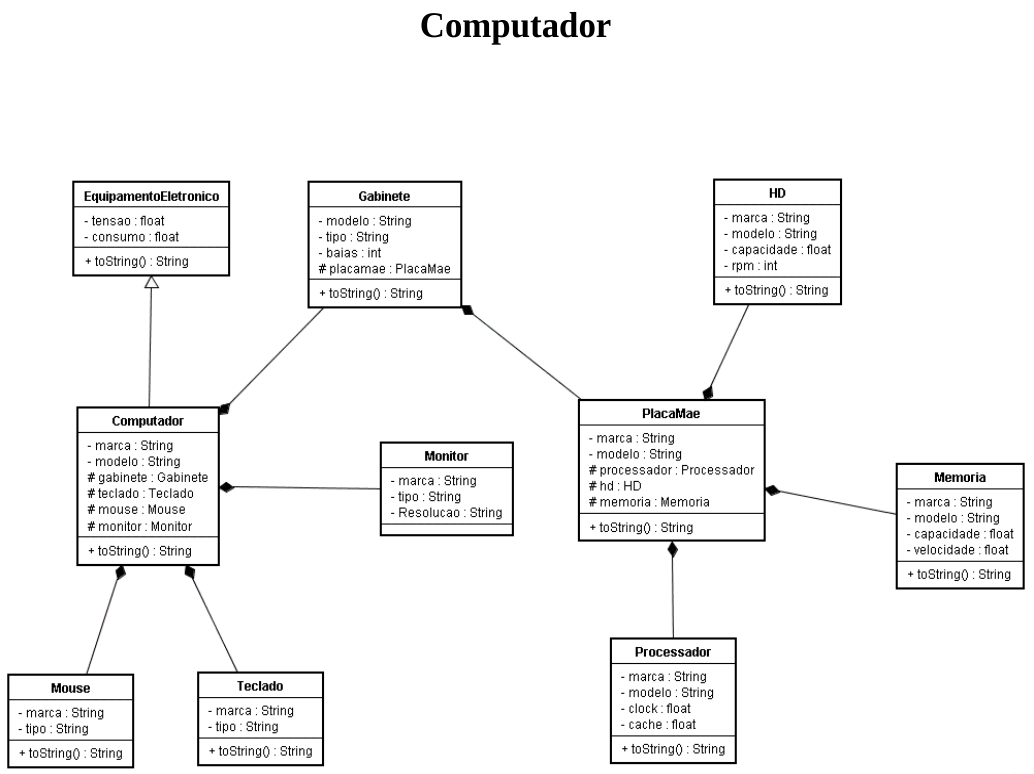 Computador
EquipamentoEletronico
- tensao : float
- consumo : float
+ toString() : String
Gabinete
- modelo : String
- tipo : String
- baias : int
# placamae : PlacaMae
+ toString() : String
HD
- marca : String
- modelo : String
- capacidade : float
- rpm : int
+ toString() : String
Computador
- marca : String
- modelo : String
# gabinete : Gabinete
# teclado : Teclado
# mouse : Mouse
# monitor : Monitor
+ toString() : String
Monitor
- marca : String
- tipo : String
- Resolucao : String
PlacaMae
- marca : String
- modelo : String
# processador : Processador
# hd : HD
# memoria : Memoria
+ toString() : String
Memoria
- marca : String
- modelo : String
- capacidade : float
- velocidade : float
+ toString() : String
Mouse
- marca : String
- tipo : String
+ toString() : String
Teclado
- marca : String
- tipo : String
+ toString() : String
Processador
- marca : String
- modelo : String
- clock : float
- cache : float
+ toString() : String